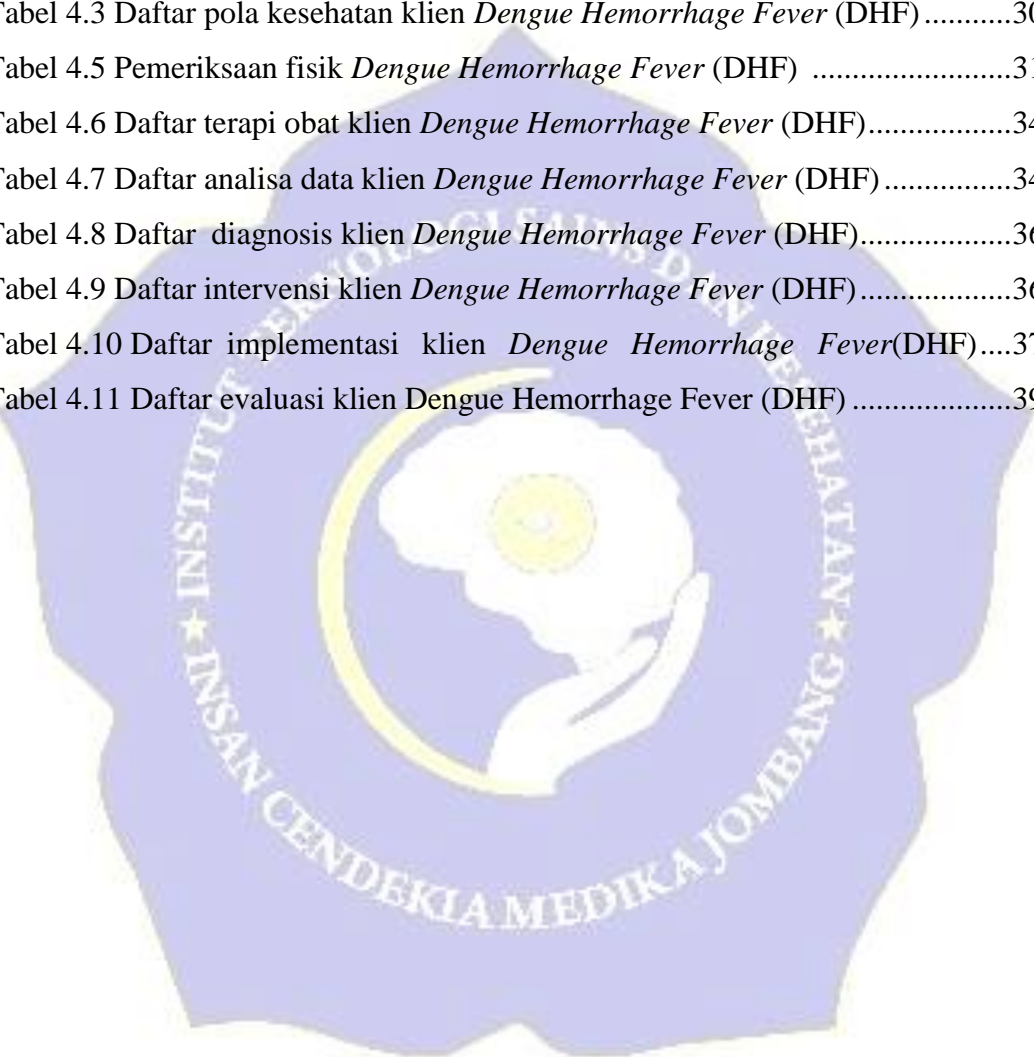 Tabel 4.3 Daftar pola kesehatan klien Dengue Hemorrhage Fever (DHF) ...........30
Tabel 4.5 Pemeriksaan fisik Dengue Hemorrhage Fever (DHF) .......................31
Tabel 4.6 Daftar terapi obat klien Dengue Hemorrhage Fever (DHF)................34
Tabel 4.7 Daftar analisa data klien Dengue Hemorrhage Fever (DHF)..............34
Tabel 4.8 Daftar diagnosis klien Dengue Hemorrhage Fever (DHF).................36
Tabel 4.9 Daftar intervensi klien Dengue Hemorrhage Fever (DHF)................36
Tabel 4.10 Daftar implementasi klien Dengue Hemorrhage Fever(DHF)....37
Tabel 4.11 Daftar evaluasi klien Dengue Hemorrhage Fever (DHF) ..................39
INSTITUT TEKNOLOGI SAINS DAN KESEHATAN
INSAN CENDEKIA MEDIKA JOMBANG